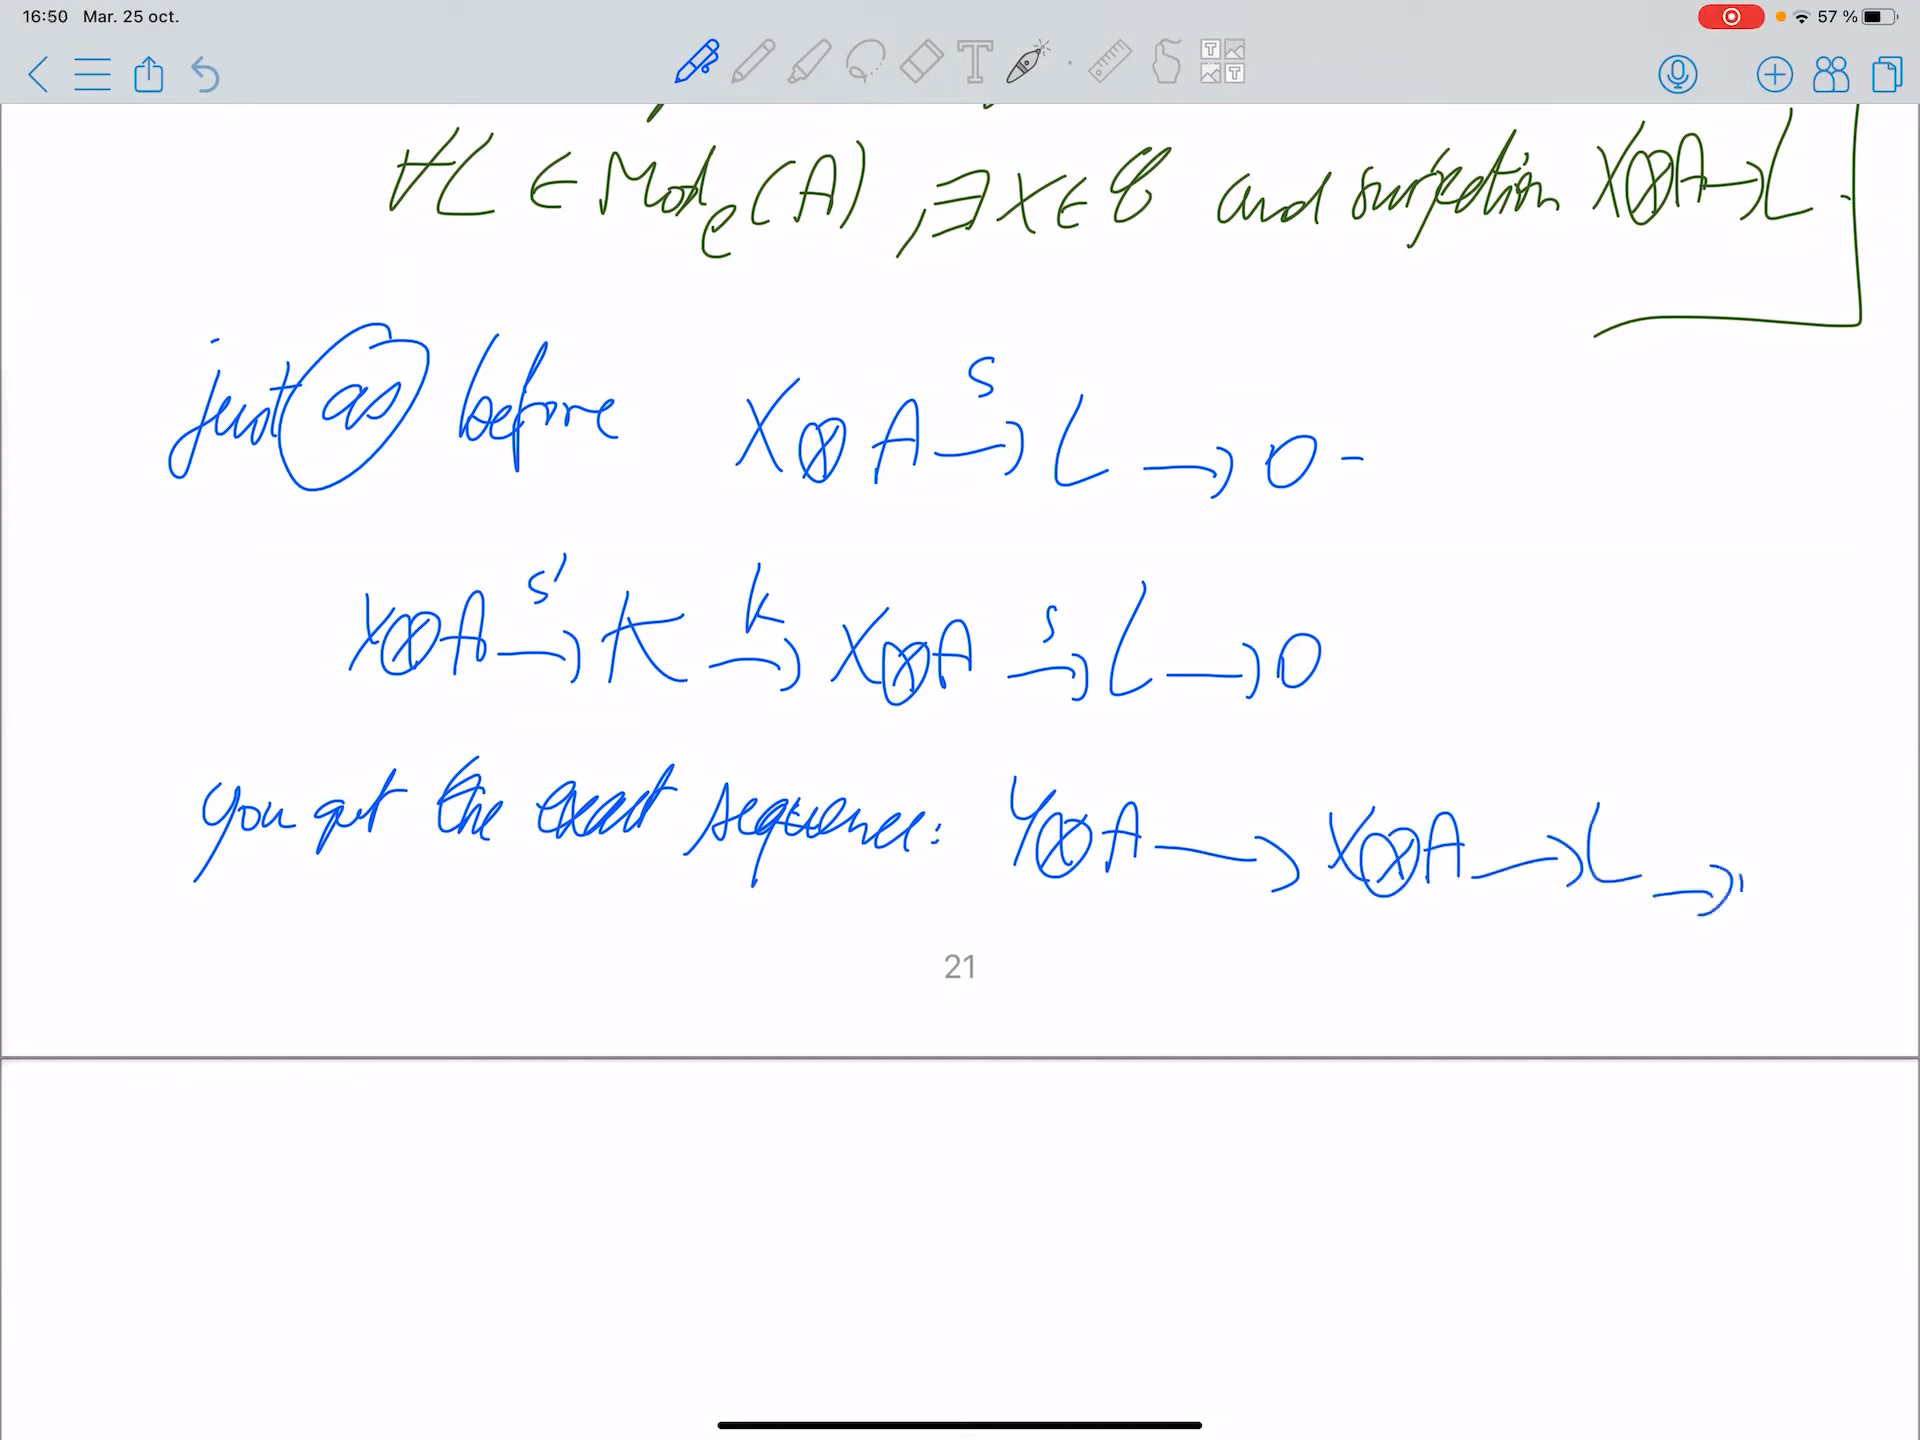 16:50 Mar. 25 oct. 57 %
∀L ∈ Mod_e(A), ∃X∈𝒞 and surjection X⊗A→L.
just as before X⊗A –s→ L → 0 –
X⊗A –s'→ K –k→ X⊗A –s→ L → 0
you get the exact sequence: Y⊗A → X⊗A → L →
21